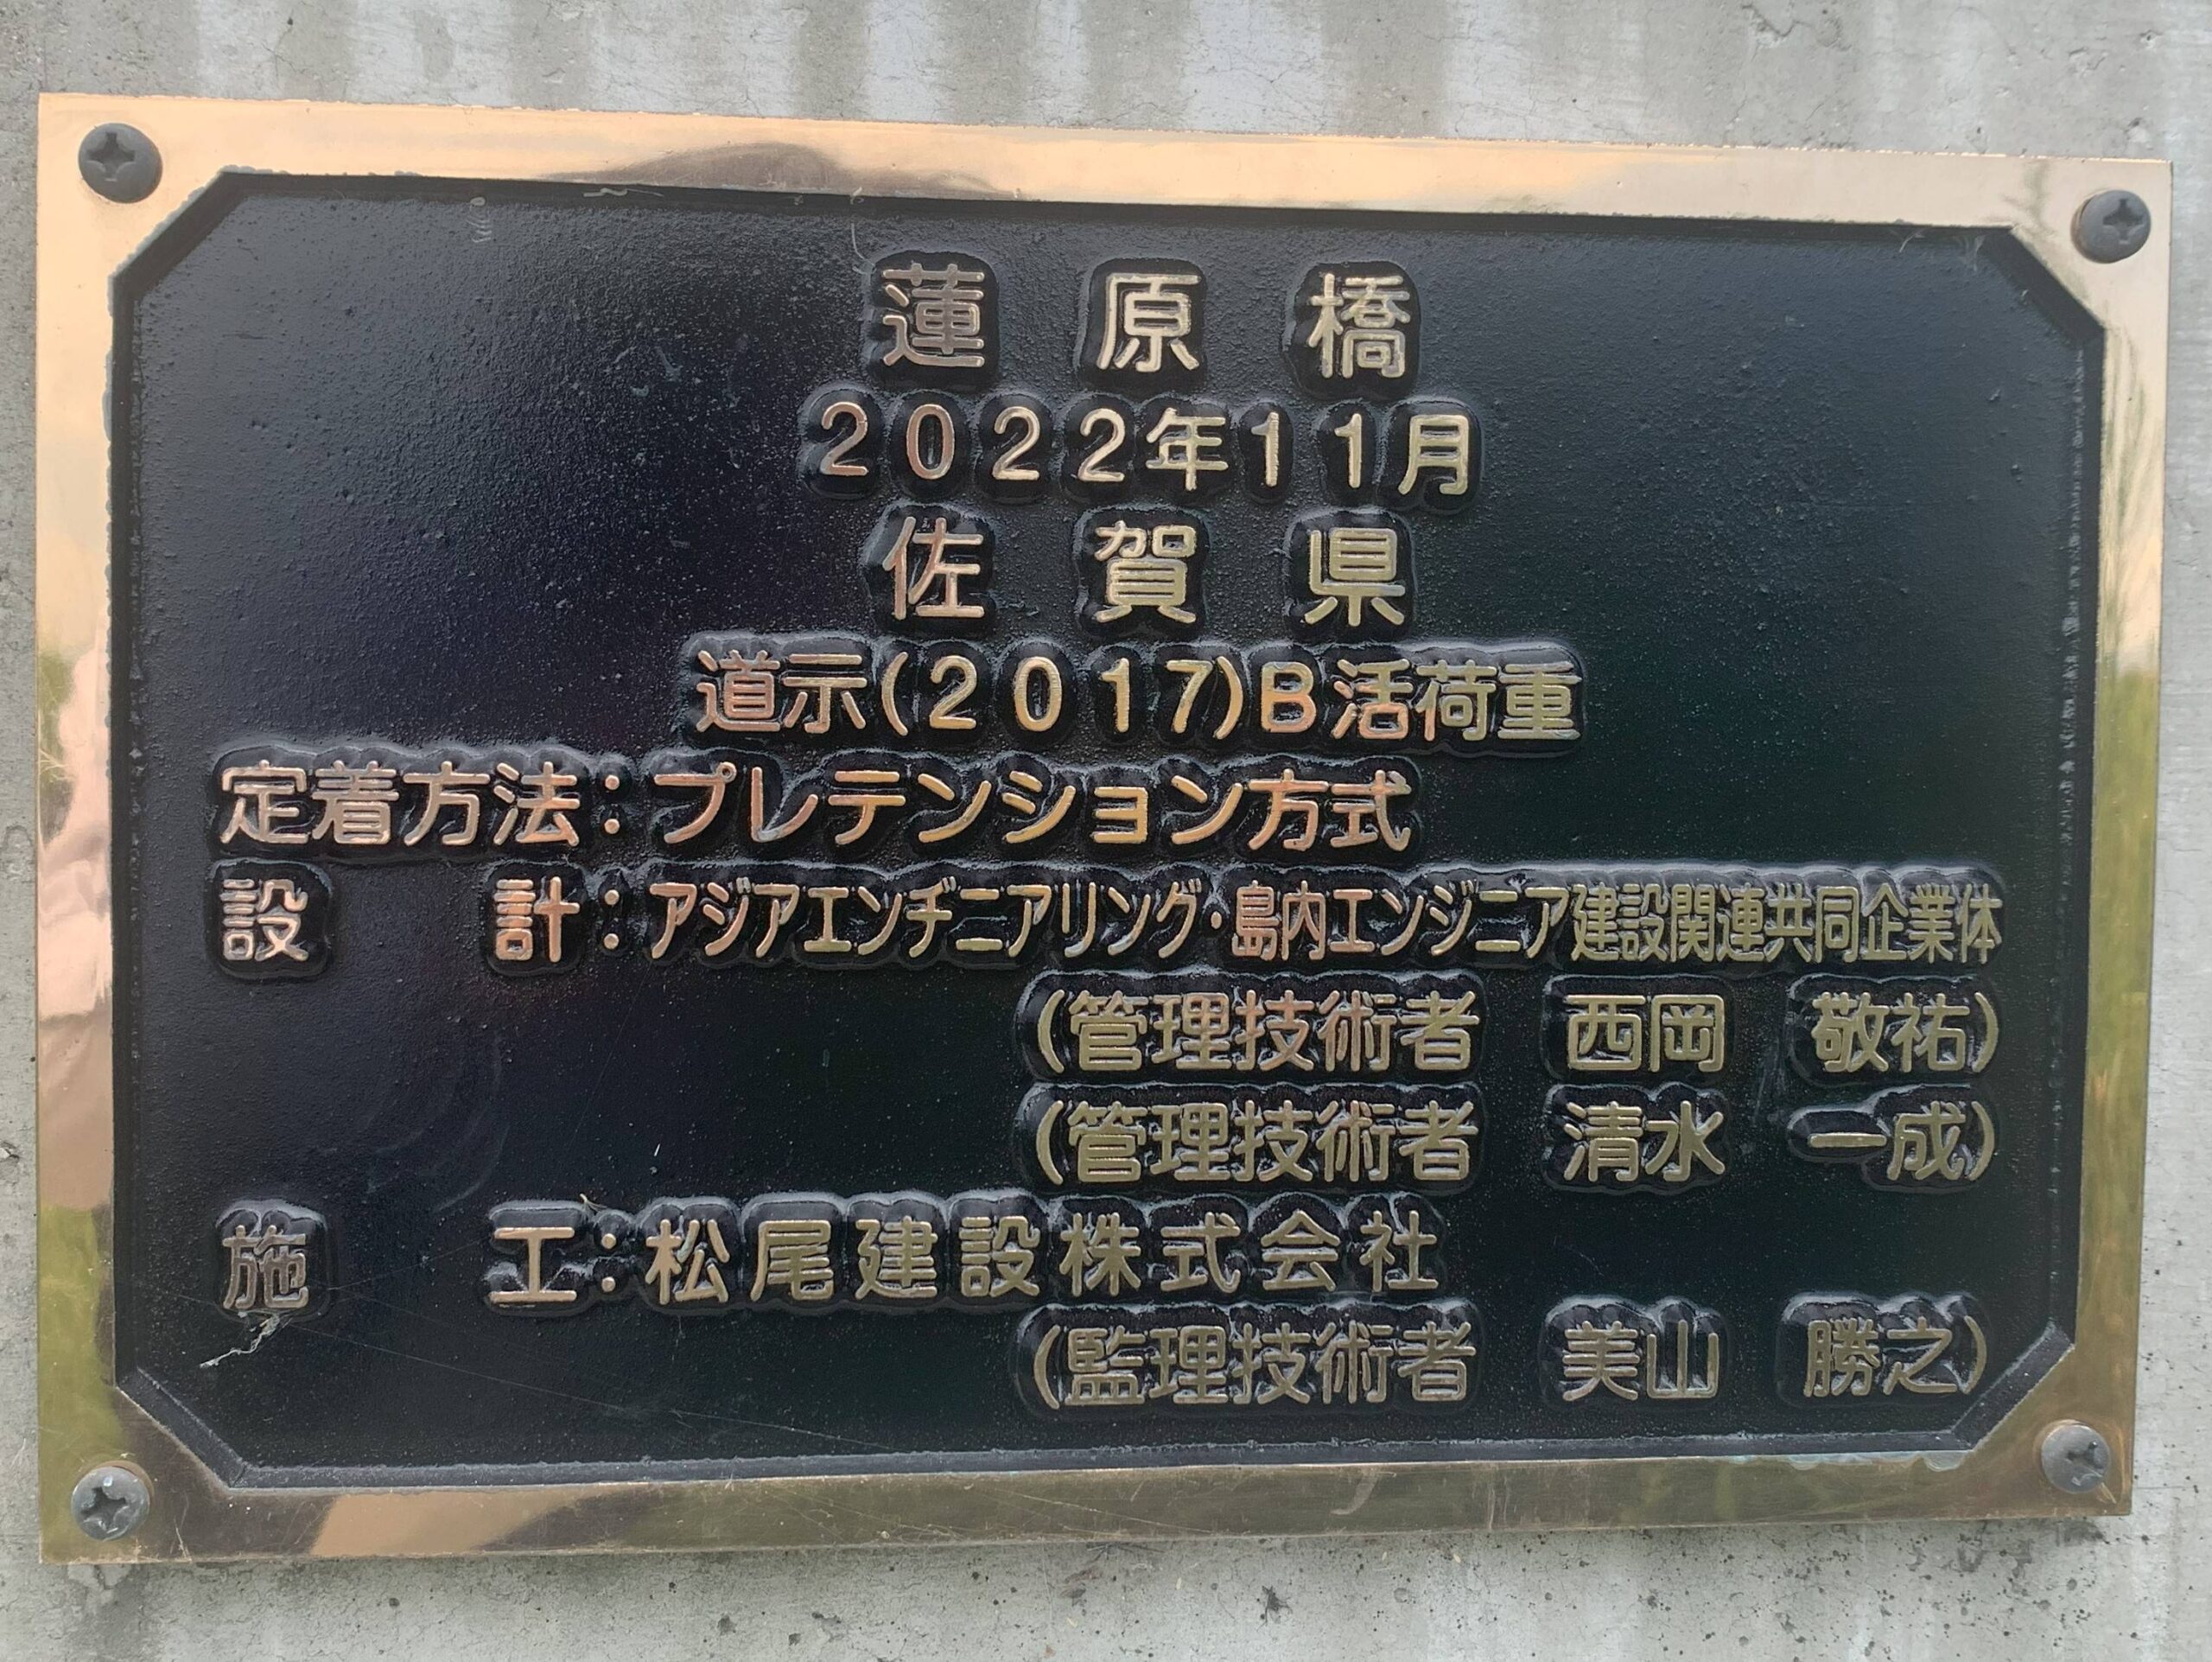 蓮原橋
2022年11月
佐賀県
道示(2017)B活荷重
定着方法:プレテンション方式
設計:アジアエンヂニアリング・島内エンジニア建設関連共同企業体
(管理技術者 西岡 敬祐)
(管理技術者 清水 一成)
施工:松尾建設株式会社
(監理技術者 美山 勝之)